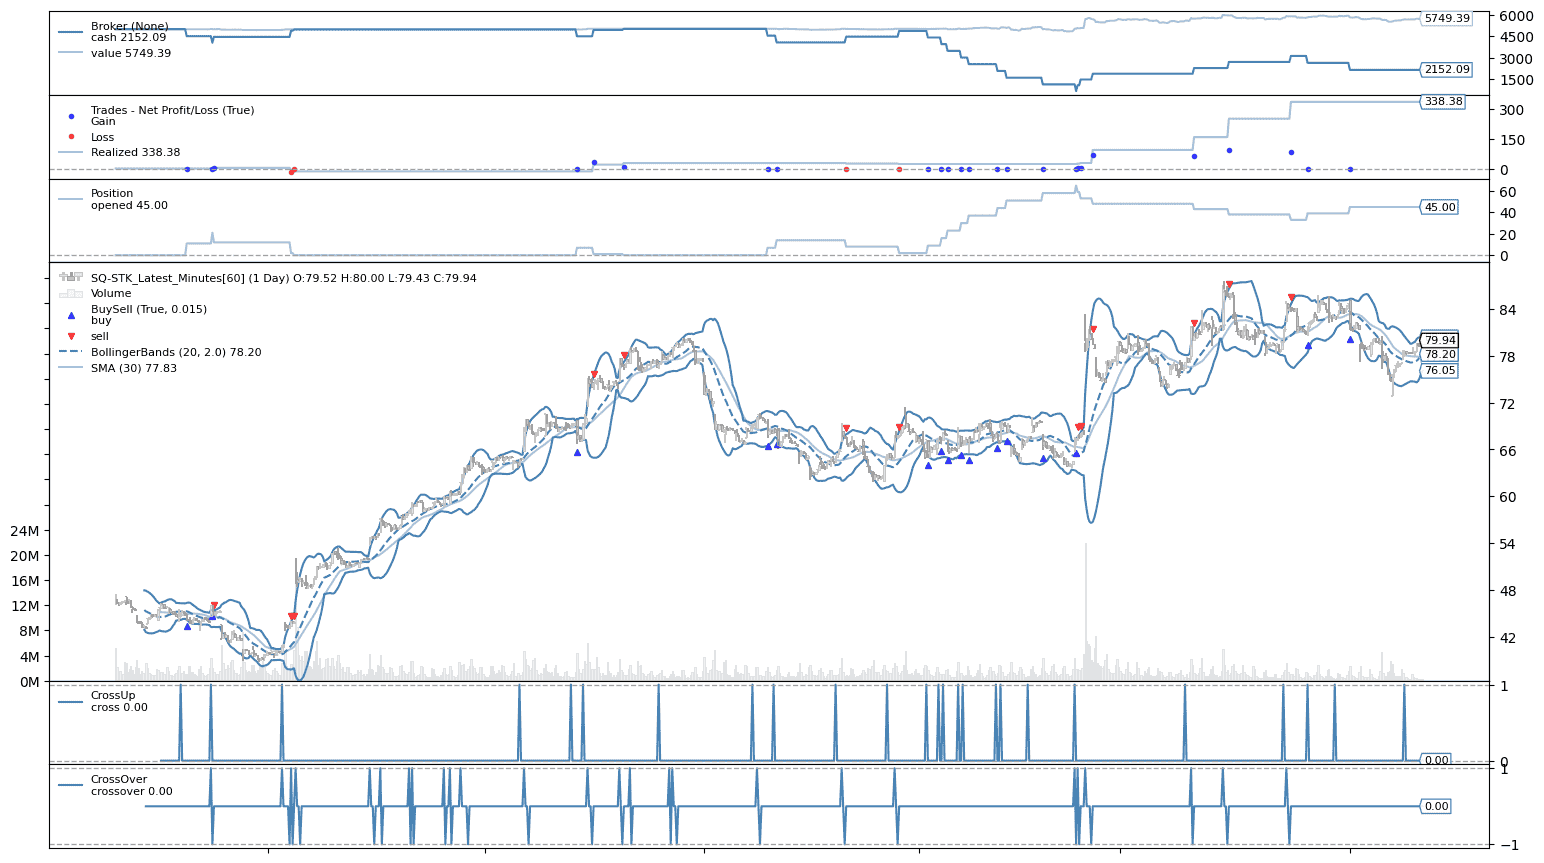 Broker (None)
cash 2152.09
value 5749.39
5749.39
2152.09
6000
4500
3000
1500
Trades - Net Profit/Loss (True)
Gain
Loss
Realized 338.38
338.38
300
150
0
Position
opened 45.00
45.00
60
40
20
0
SQ-STK_Latest_Minutes[60] (1 Day) O:79.52 H:80.00 L:79.43 C:79.94
Volume
BuySell (True, 0.015)
buy
sell
BollingerBands (20, 2.0) 78.20
SMA (30) 77.83
24M
20M
16M
12M
8M
4M
0M
79.94
78.20
76.05
84
78
72
66
60
54
48
42
CrossUp
cross 0.00
0.00
1
0
CrossOver
crossover 0.00
0.00
1
−1